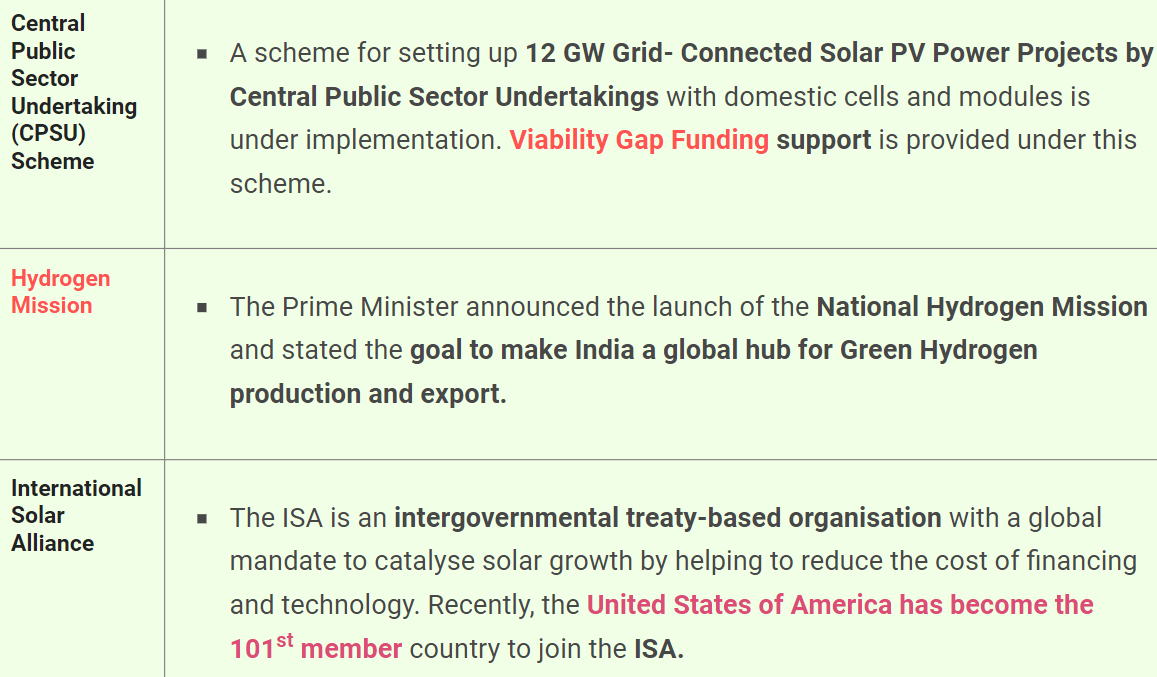 Central
Public
Sector
Undertaking
(CPSU)
Scheme
▪ A scheme for setting up 12 GW Grid- Connected Solar PV Power Projects by
Central Public Sector Undertakings with domestic cells and modules is
under implementation. Viability Gap Funding support is provided under this
scheme.
Hydrogen
Mission
▪ The Prime Minister announced the launch of the National Hydrogen Mission
and stated the goal to make India a global hub for Green Hydrogen
production and export.
International
Solar
Alliance
▪ The ISA is an intergovernmental treaty-based organisation with a global
mandate to catalyse solar growth by helping to reduce the cost of financing
and technology. Recently, the United States of America has become the
101st member country to join the ISA.